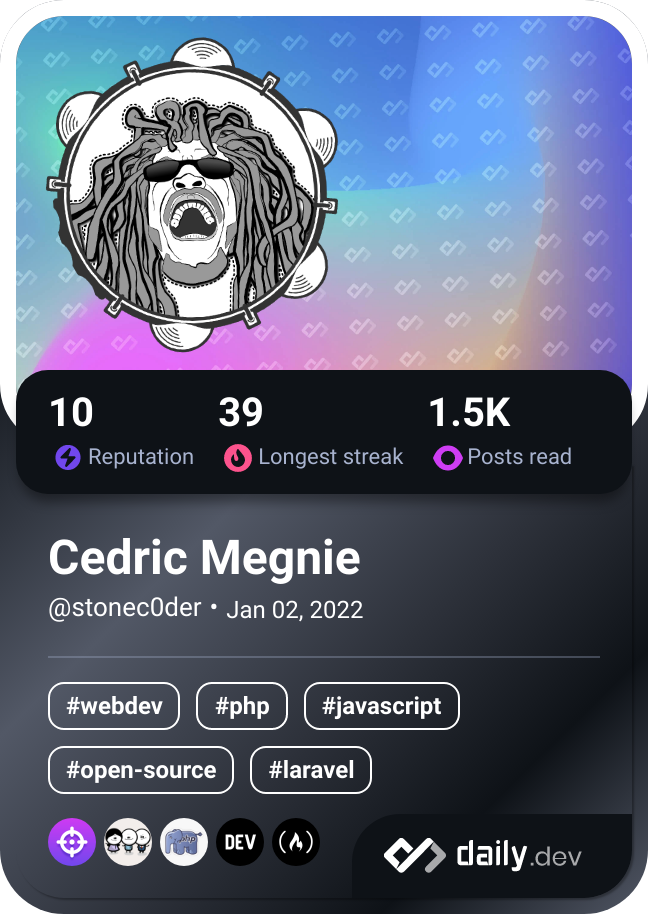 10 39 1.5K
Reputation Longest streak Posts read
Cedric Megnie
@stonec0der • Jan 02, 2022
#webdev #php #javascript
#open-source #laravel
php DEV daily.dev